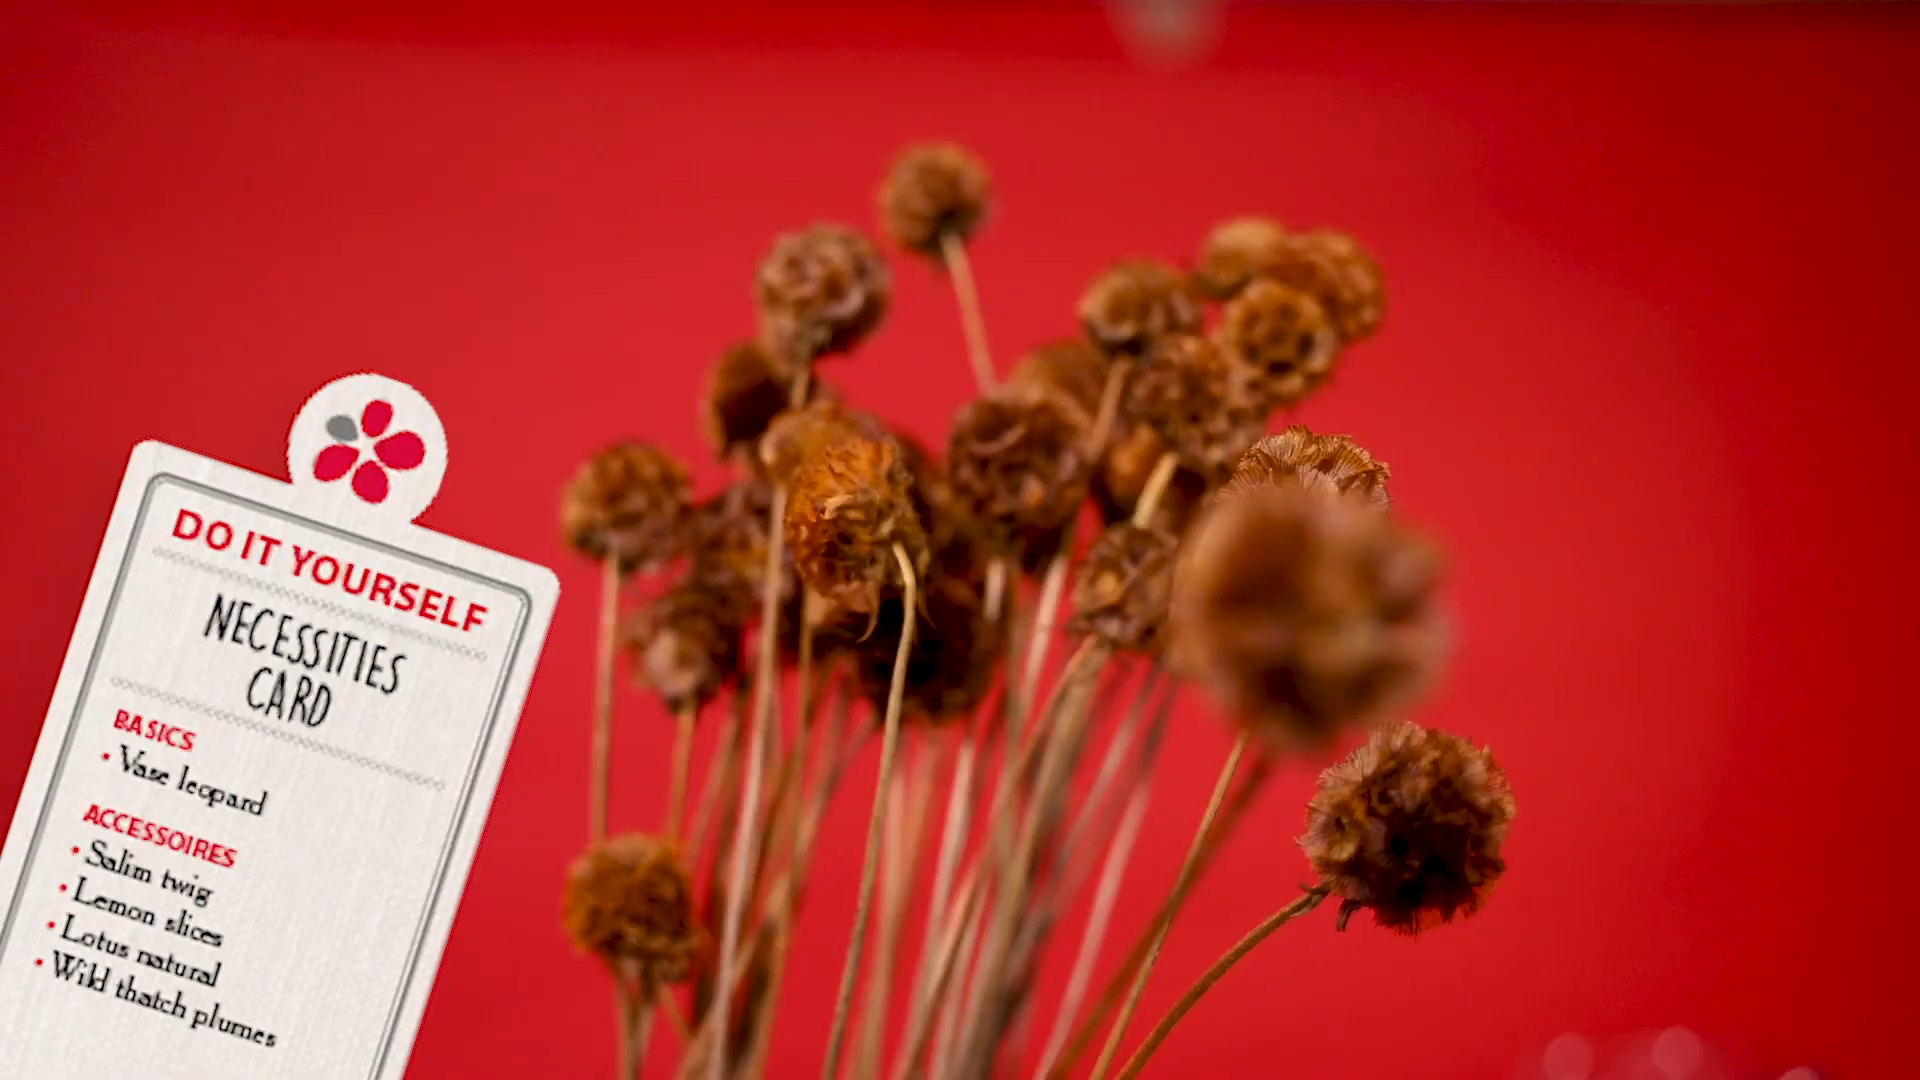 DO IT YOURSELF
NECESSITIES
CARD
BASICS
• Vase leopard
ACCESSOIRES
• Salim twig
• Lemon slices
• Lotus natural
• Wild thatch plumes